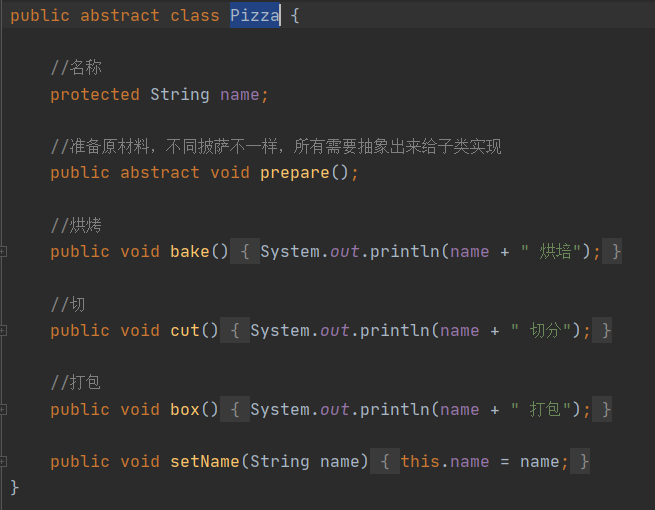 public abstract class Pizza {
//名称
protected String name;
//准备原材料，不同披萨不一样，所有需要抽象出来给子类实现
public abstract void prepare();
//烘烤
public void bake() { System.out.println(name + " 烘培"); }
//切
public void cut() { System.out.println(name + " 切分"); }
//打包
public void box() { System.out.println(name + " 打包"); }
public void setName(String name) { this.name = name; }
}